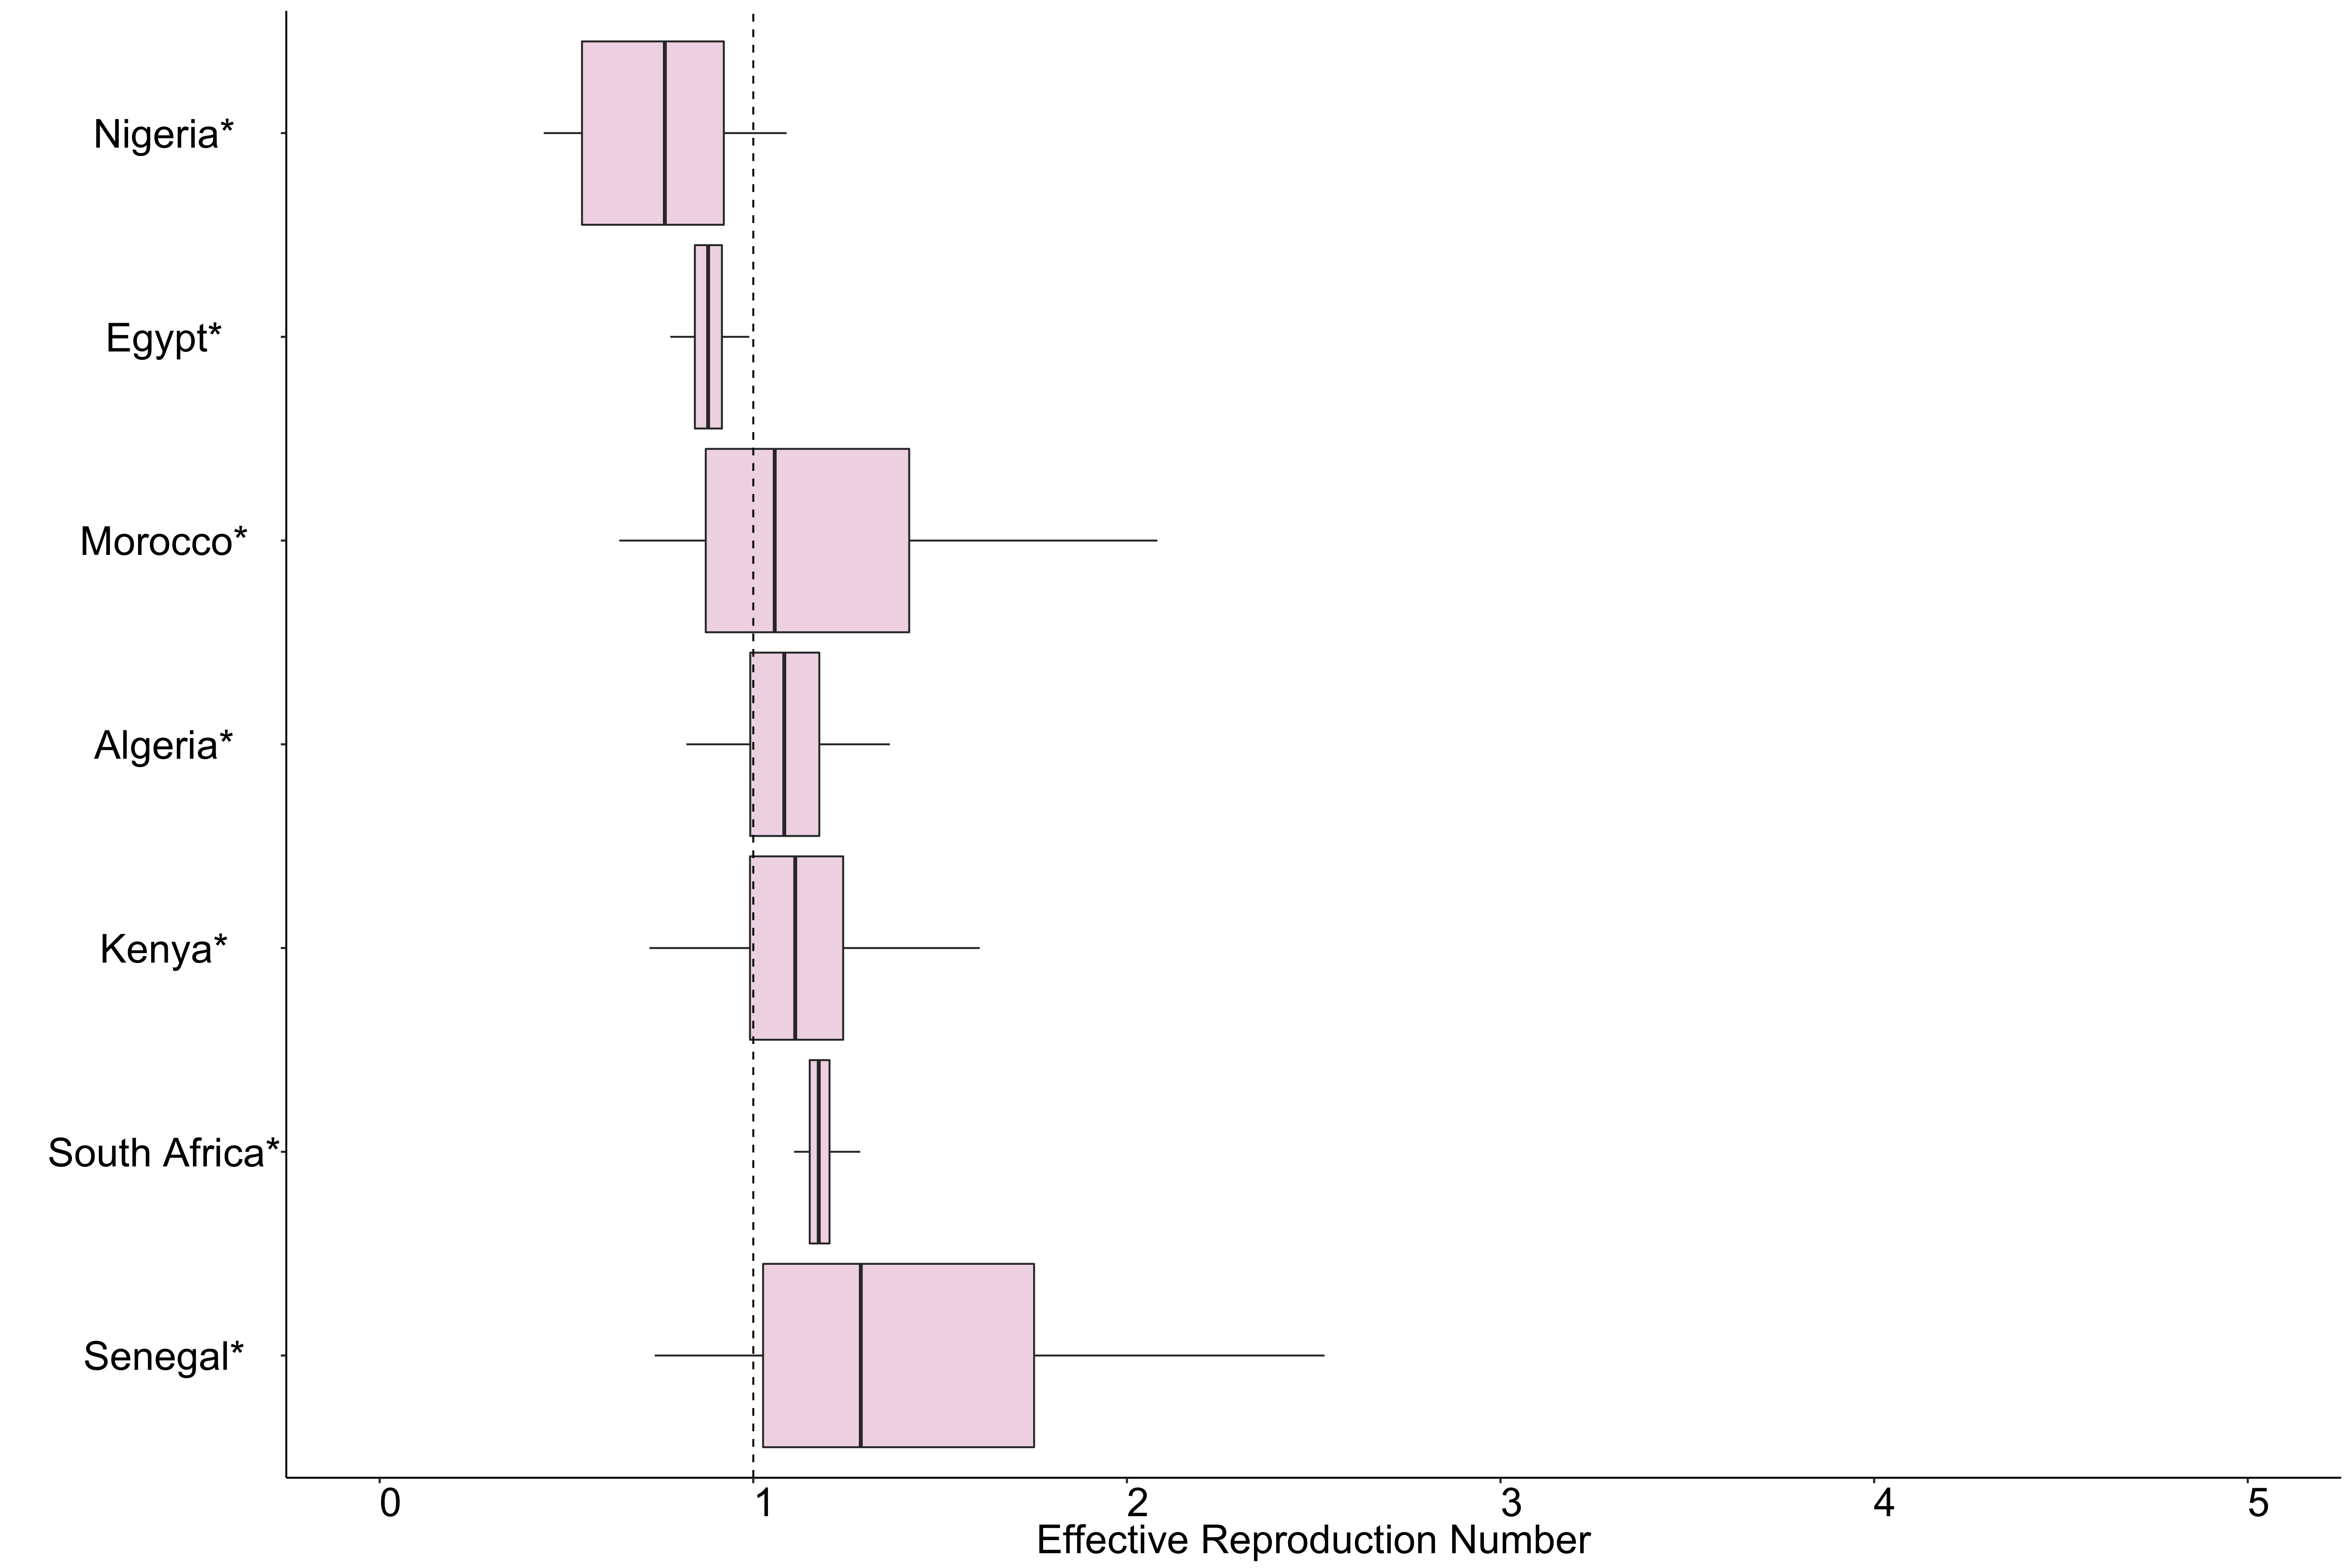 Nigeria*
Egypt*
Morocco*
Algeria*
Kenya*
South Africa*
Senegal*
0 1 2 3 4 5
Effective Reproduction Number